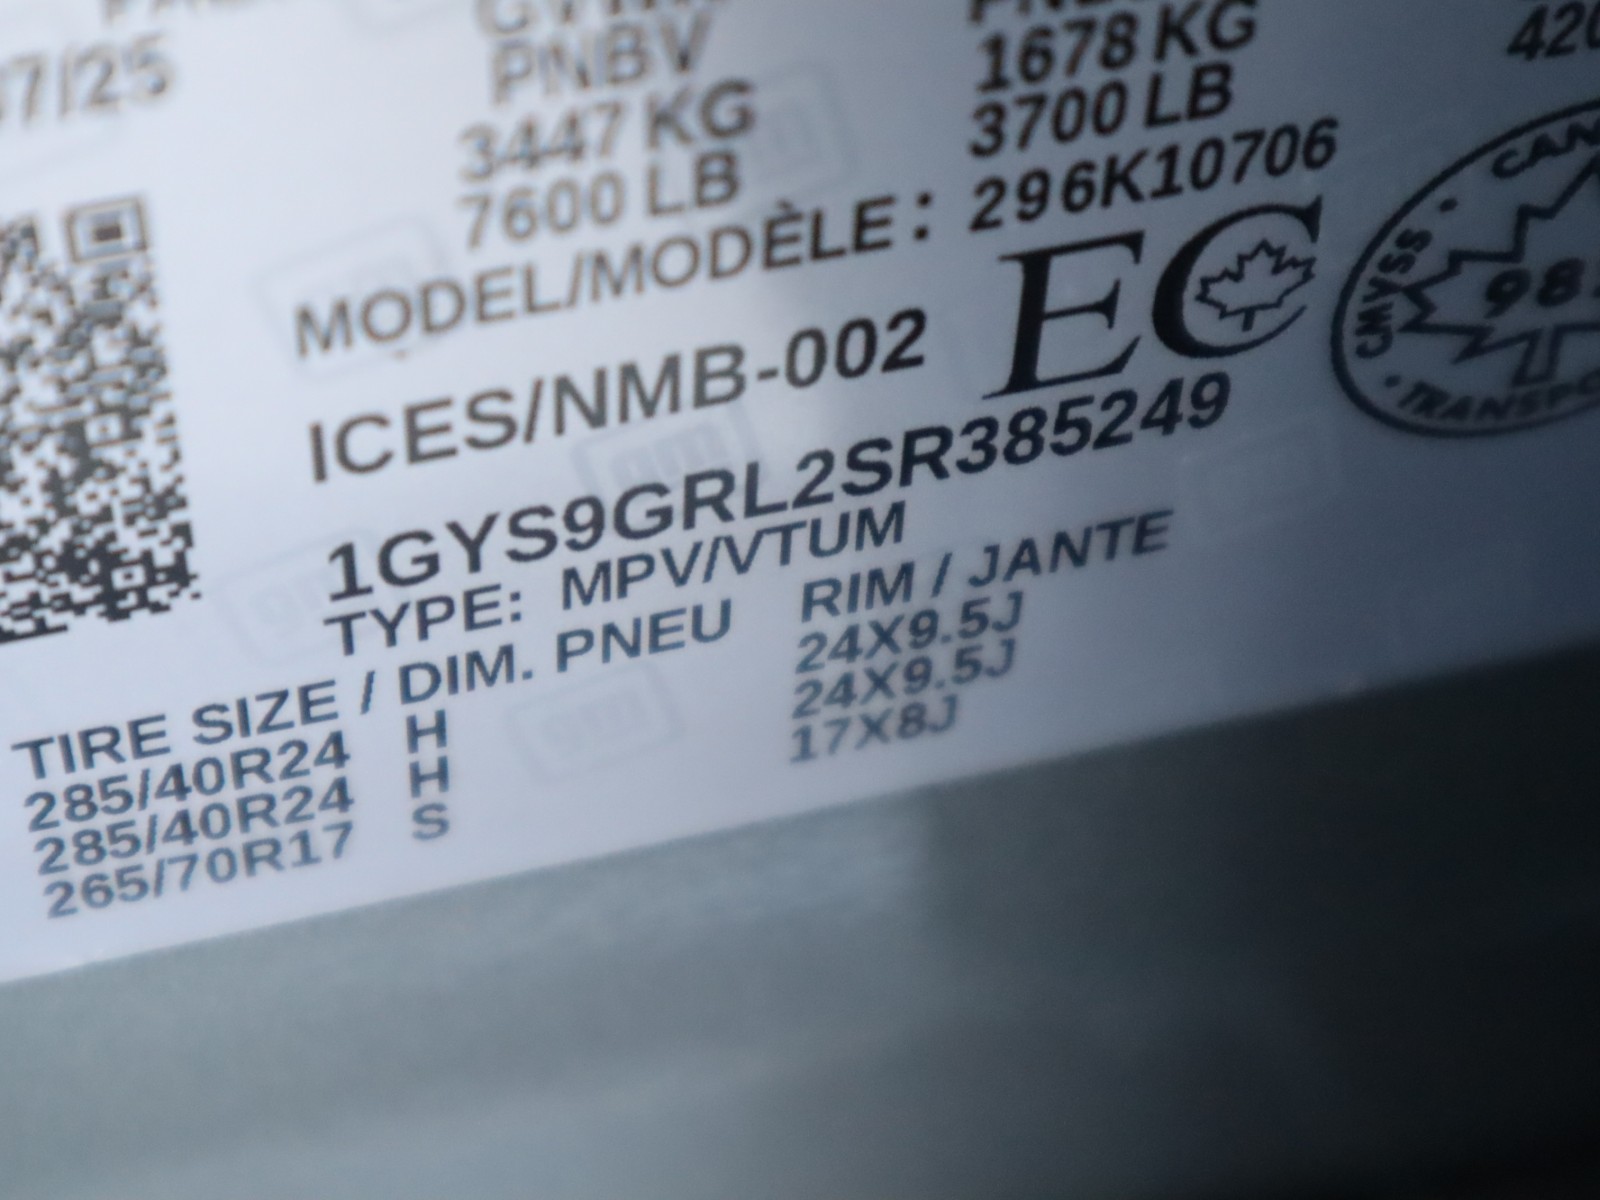 7/25
PNBV
3447 KG
7600 LB
1678 KG
3700 LB
MODEL/MODÈLE: 296K10706
ICES/NMB-002
EC
CMVSS
1GYS9GRL2SR385249
TYPE: MPV/VTUM
TIRE SIZE / DIM. PNEU RIM / JANTE
285/40R24 H 24X9.5J
285/40R24 H 24X9.5J
265/70R17 S 17X8J